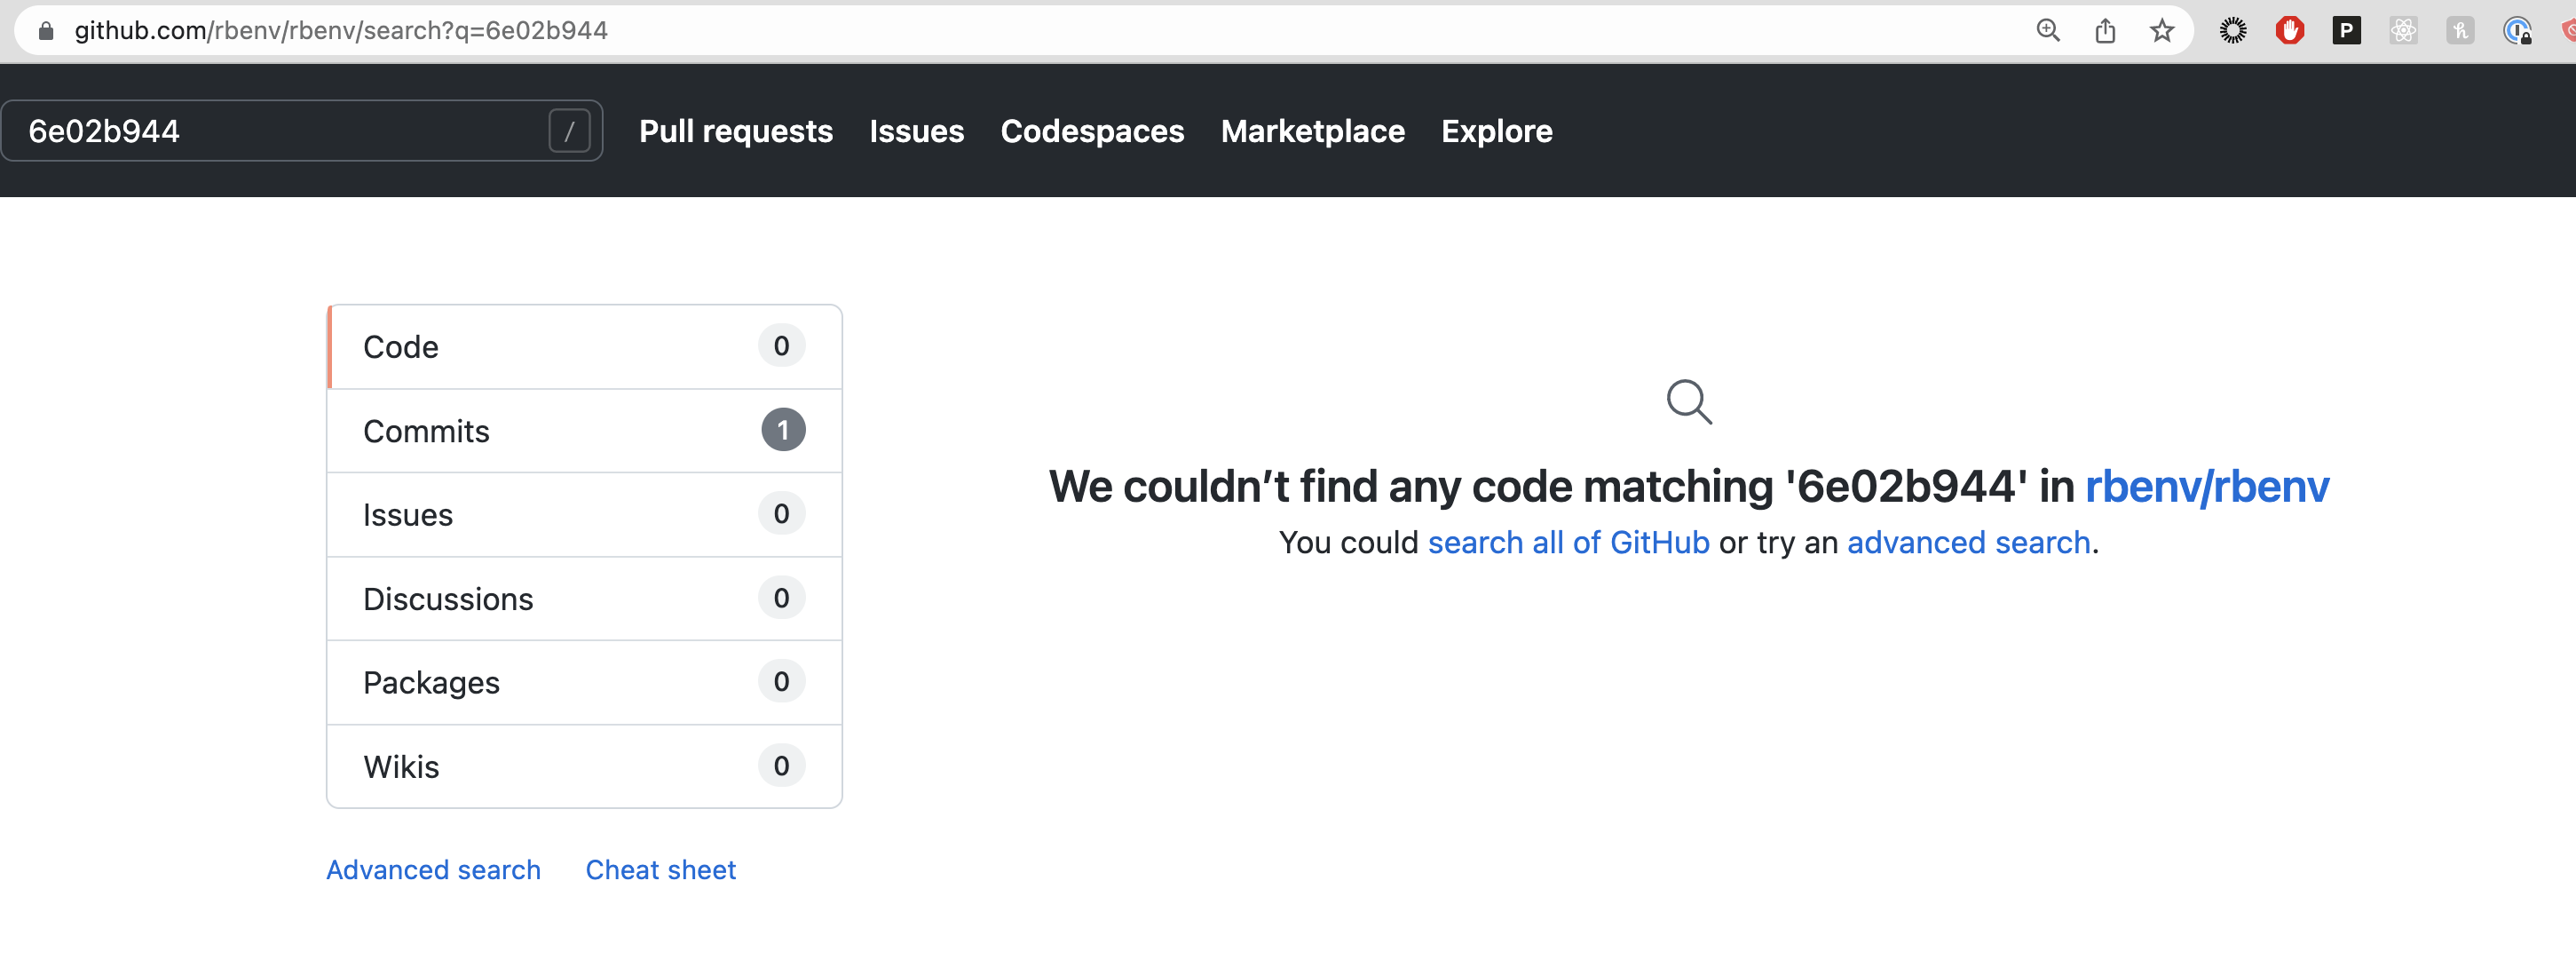 github.com/rbenv/rbenv/search?q=6e02b944
P
h
6e02b944
/
Pull requests Issues Codespaces Marketplace Explore
Code 0
Commits 1
Issues 0
Discussions 0
Packages 0
Wikis 0
Advanced search Cheat sheet
We couldn’t find any code matching '6e02b944' in rbenv/rbenv
You could search all of GitHub or try an advanced search.